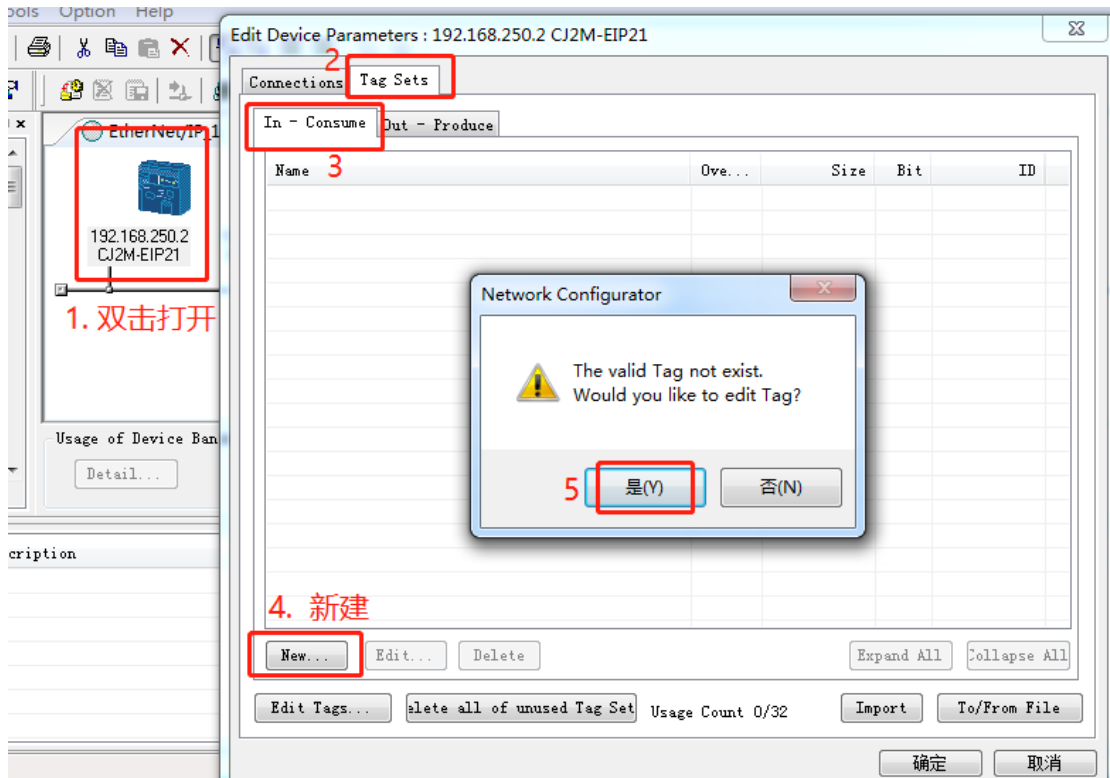 ools Option Help
Edit Device Parameters : 192.168.250.2 CJ2M-EIP21
2
Connections Tag Sets
In - Consume Out - Produce
3
EtherNet/IP_1
Name Ove... Size Bit ID
192.168.250.2
CJ2M-EIP21
1. 双击打开
Network Configurator
The valid Tag not exist.
Would you like to edit Tag?
5 是(Y) 否(N)
Usage of Device Ban
Detail...
cription
4. 新建
New... Edit... Delete Expand All Collapse All
Edit Tags... elete all of unused Tag Set Usage Count 0/32 Import To/From File
确定 取消